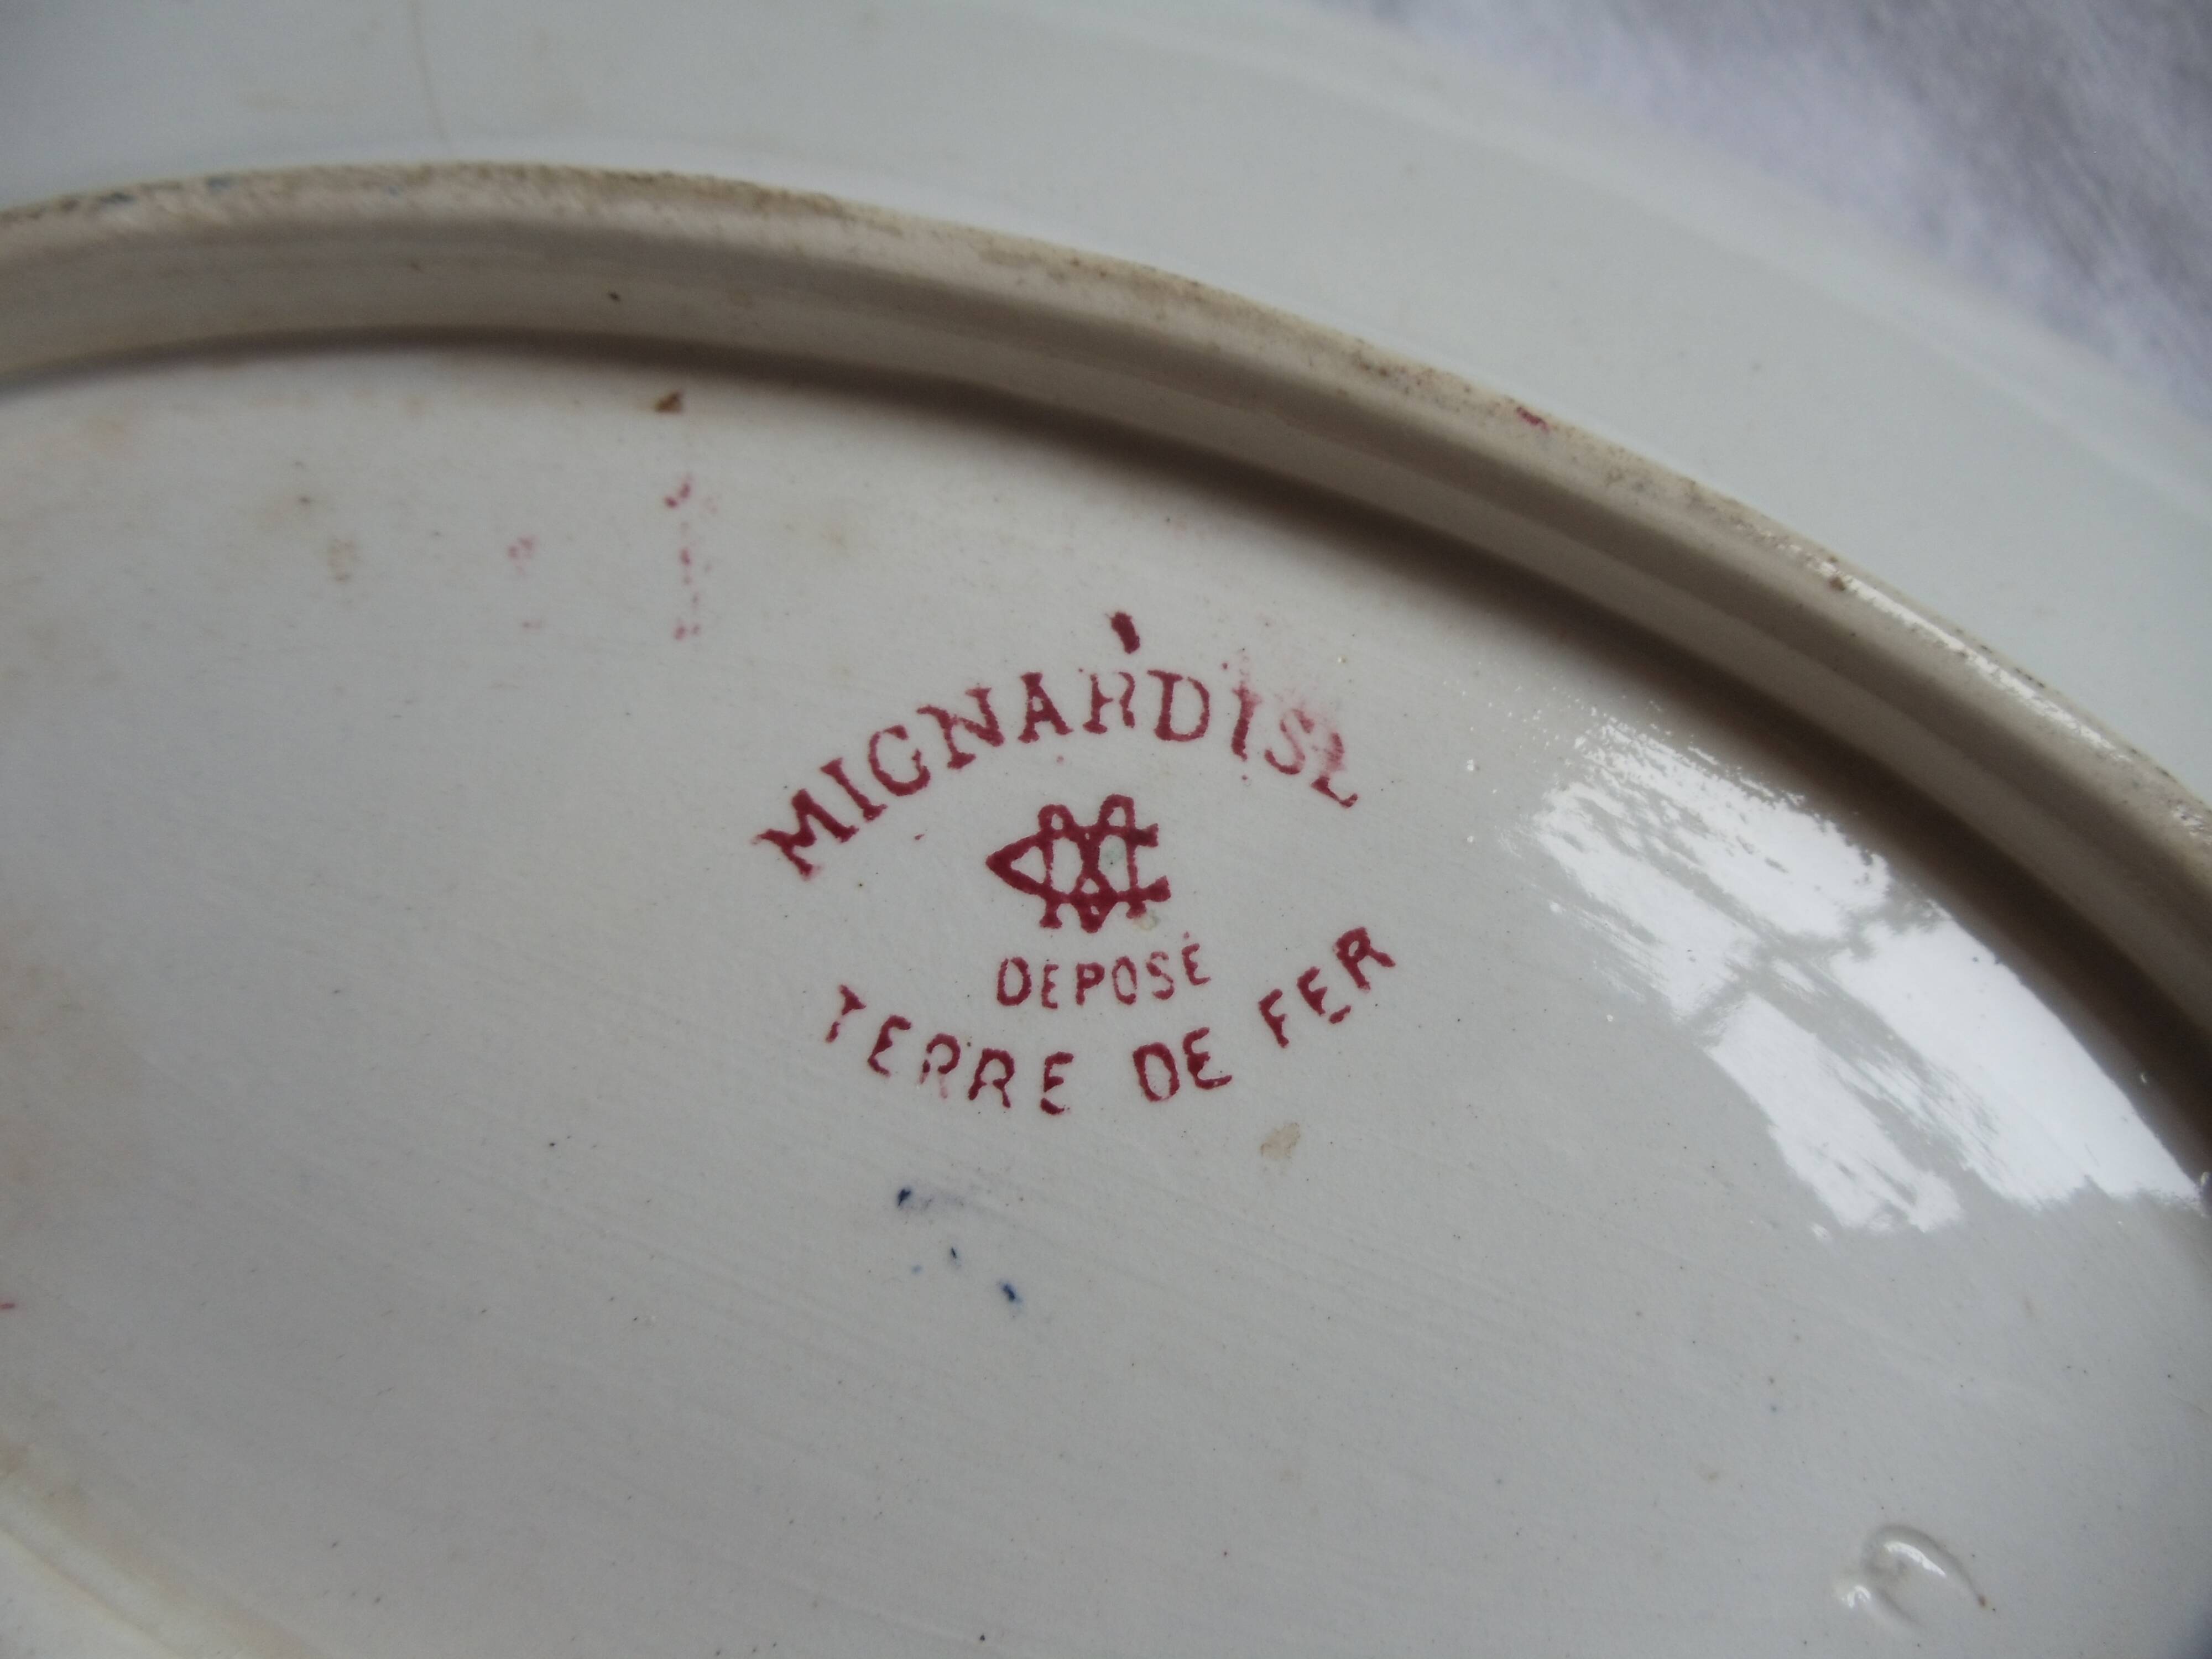 MIGNARDISE
DEPOSÉ
TERRE DE FER